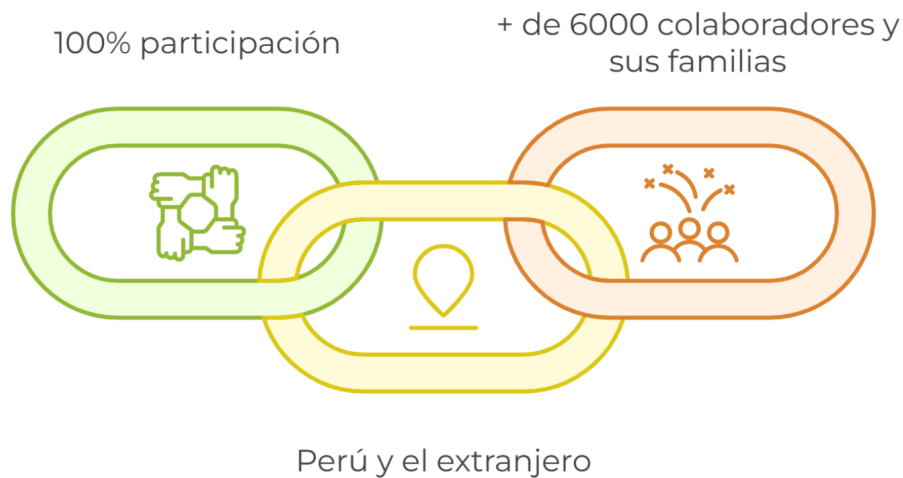 100% participación
+ de 6000 colaboradores y
sus familias
Perú y el extranjero